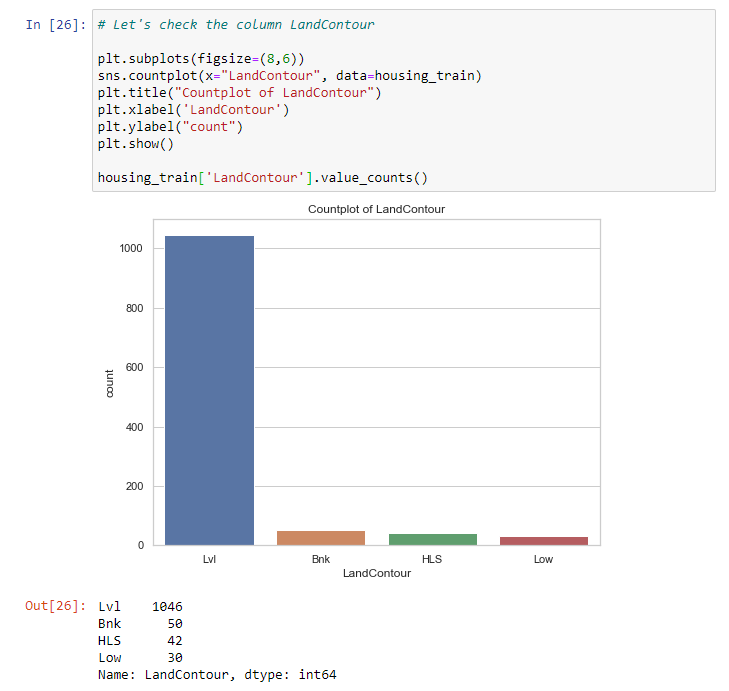 In [26]: # Let's check the column LandContour
plt.subplots(figsize=(8,6))
sns.countplot(x="LandContour", data=housing_train)
plt.title("Countplot of LandContour")
plt.xlabel('LandContour')
plt.ylabel("count")
plt.show()
housing_train['LandContour'].value_counts()
Countplot of LandContour
1000
800
600
400
200
0
count
Lvl Bnk HLS Low
LandContour
Out[26]: Lvl 1046
Bnk 50
HLS 42
Low 30
Name: LandContour, dtype: int64